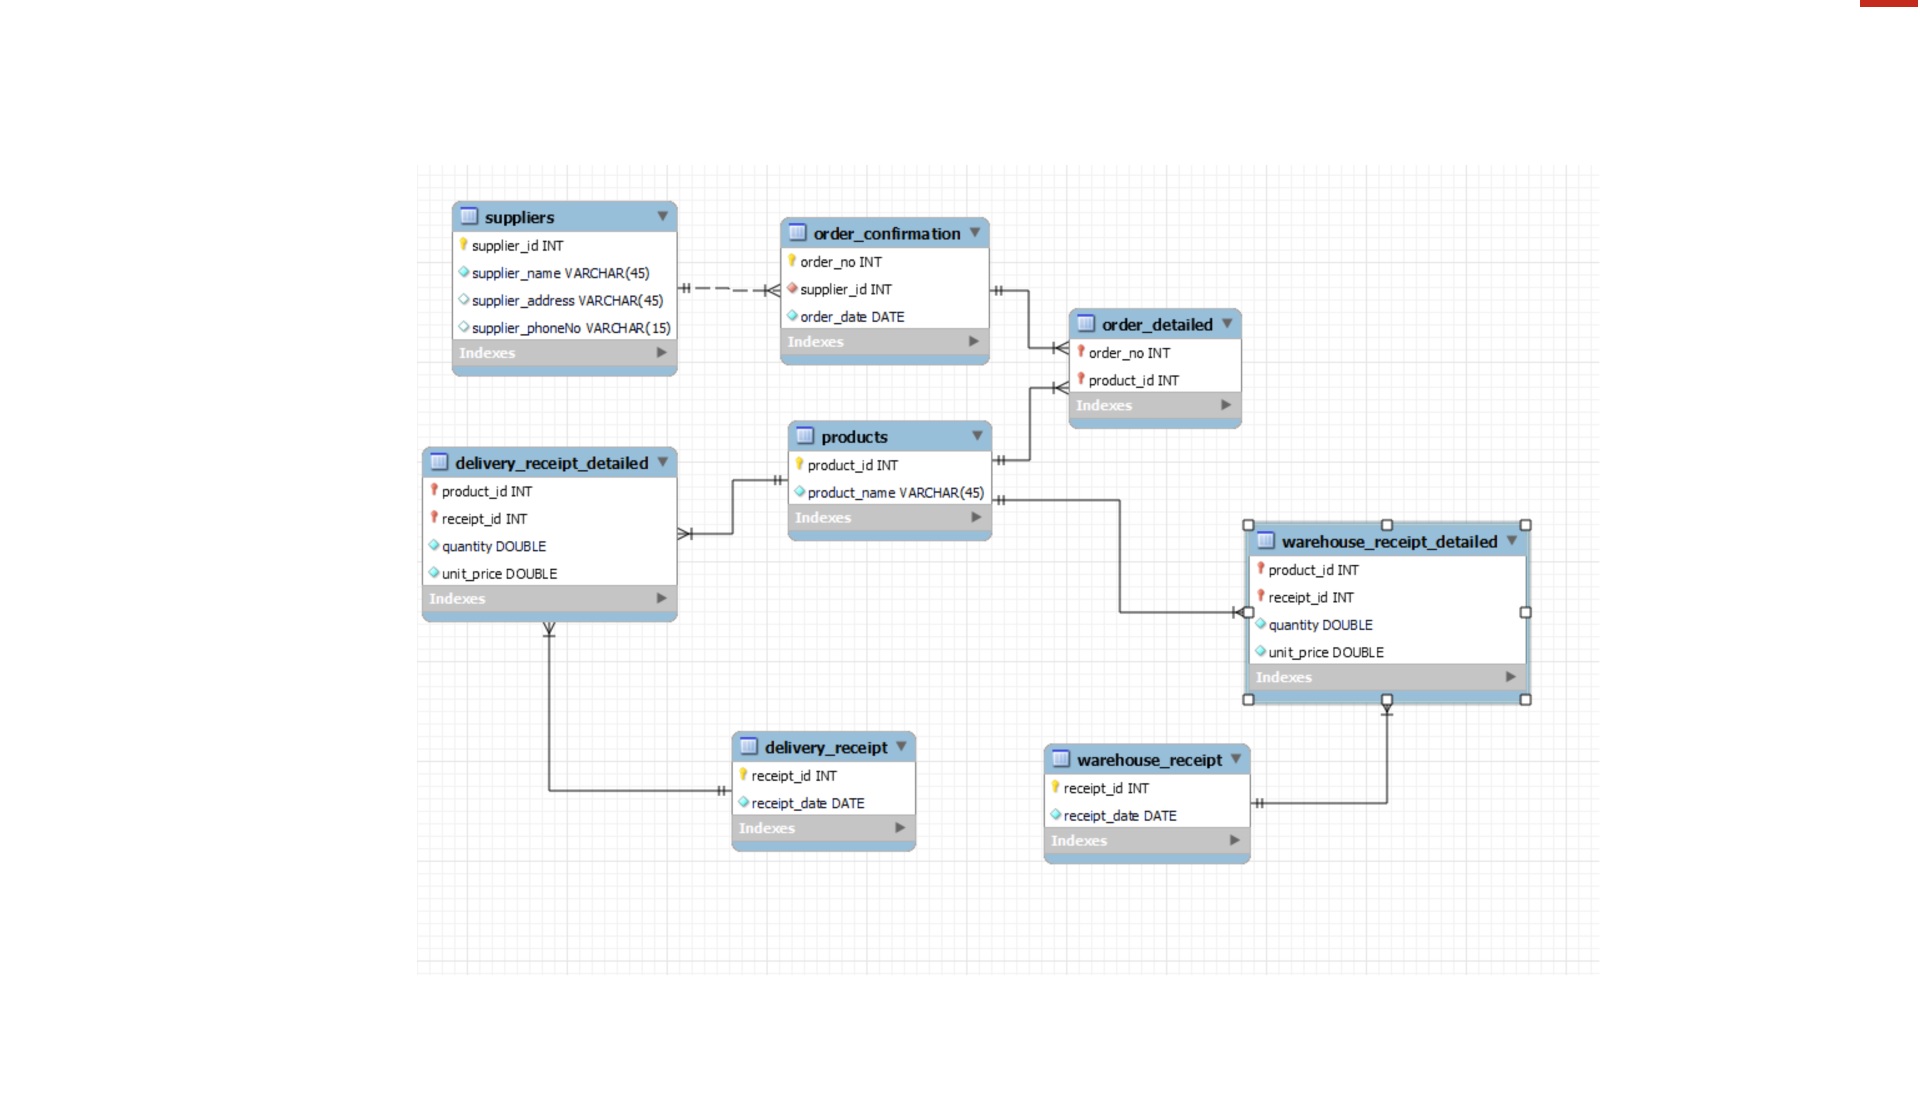 suppliers
supplier_id INT
supplier_name VARCHAR(45)
supplier_address VARCHAR(45)
supplier_phoneNo VARCHAR(15)
Indexes
order_confirmation
order_no INT
supplier_id INT
order_date DATE
Indexes
order_detailed
order_no INT
product_id INT
Indexes
products
product_id INT
product_name VARCHAR(45)
Indexes
delivery_receipt_detailed
product_id INT
receipt_id INT
quantity DOUBLE
unit_price DOUBLE
Indexes
warehouse_receipt_detailed
product_id INT
receipt_id INT
quantity DOUBLE
unit_price DOUBLE
Indexes
delivery_receipt
receipt_id INT
receipt_date DATE
Indexes
warehouse_receipt
receipt_id INT
receipt_date DATE
Indexes